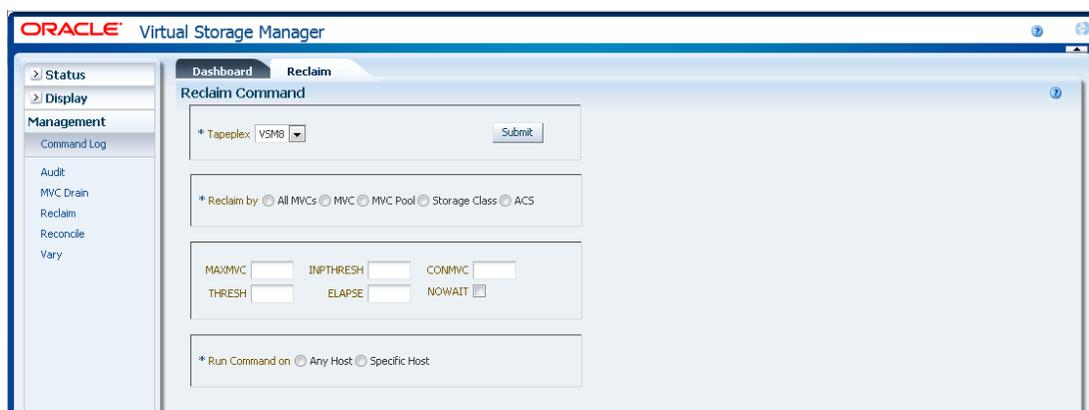 ORACLE® Virtual Storage Manager
Status
Display
Management
Command Log
Audit
MVC Drain
Reclaim
Reconcile
Vary
Dashboard Reclaim
Reclaim Command
* Tapeplex VSM8 Submit
* Reclaim by All MVCs MVC MVC Pool Storage Class ACS
MAXMVC INPTHRESH CONMVC
THRESH ELAPSE NOWAIT
* Run Command on Any Host Specific Host